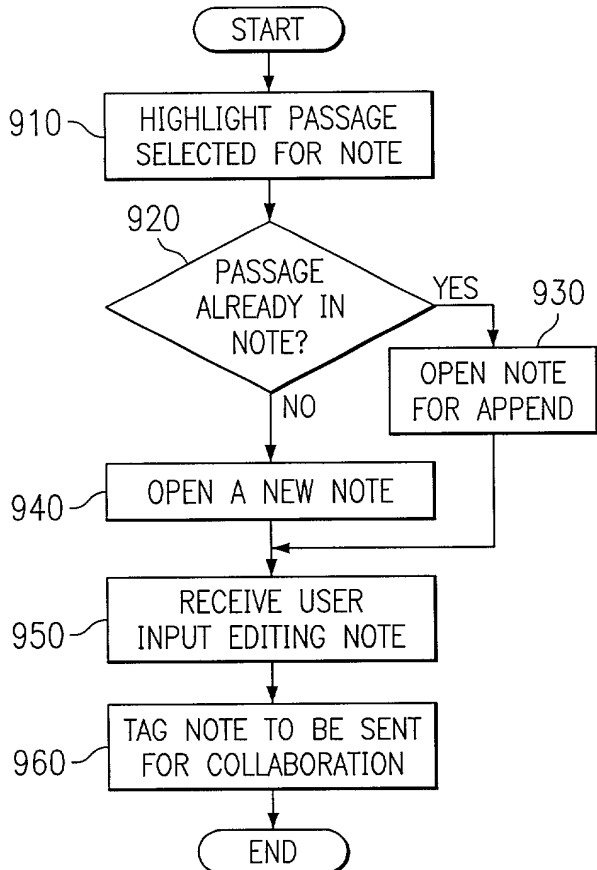 START
910
HIGHLIGHT PASSAGE
SELECTED FOR NOTE
920
PASSAGE
ALREADY IN
NOTE?
YES
930
OPEN NOTE
FOR APPEND
NO
940
OPEN A NEW NOTE
950
RECEIVE USER
INPUT EDITING NOTE
960
TAG NOTE TO BE SENT
FOR COLLABORATION
END